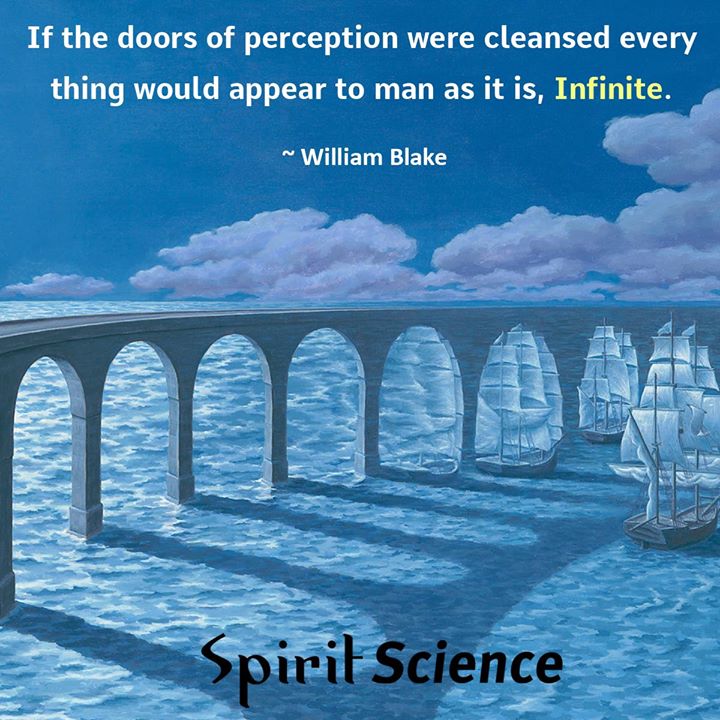 If the doors of perception were cleansed every
thing would appear to man as it is, Infinite.
~ William Blake
Spirit Science